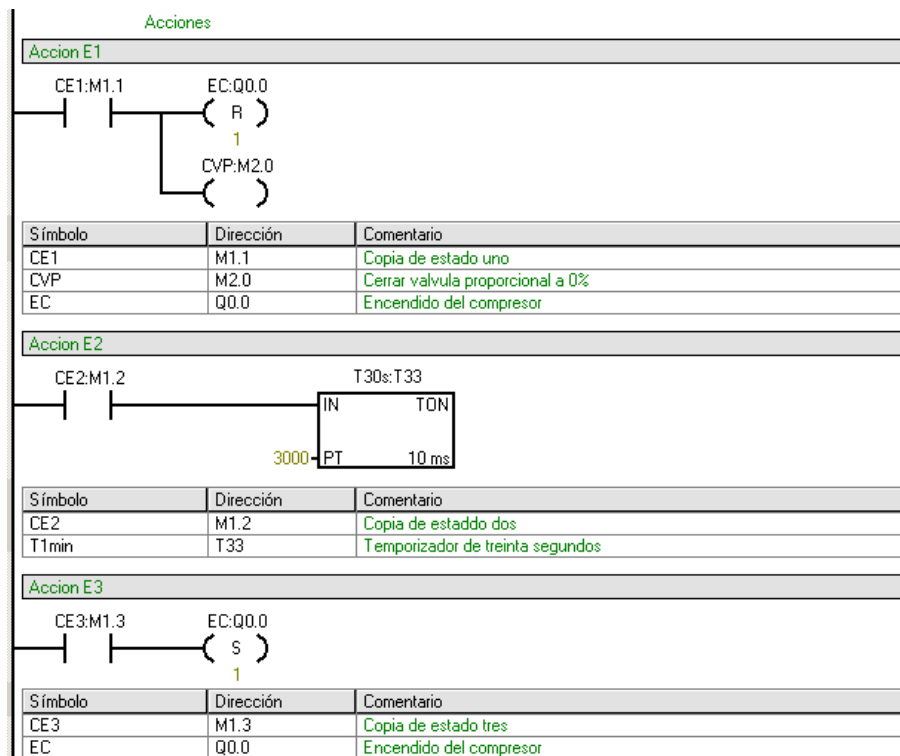 Acciones
Accion E1
CE1:M1.1 EC:Q0.0
R
1
CVP:M2.0
Símbolo Dirección Comentario
CE1 M1.1 Copia de estado uno
CVP M2.0 Cerrar valvula proporcional a 0%
EC Q0.0 Encendido del compresor
Accion E2
CE2:M1.2 T30s:T33
IN TON
3000 PT 10 ms
Símbolo Dirección Comentario
CE2 M1.2 Copia de estaddo dos
T1min T33 Temporizador de treinta segundos
Accion E3
CE3:M1.3 EC:Q0.0
S
1
Símbolo Dirección Comentario
CE3 M1.3 Copia de estado tres
EC Q0.0 Encendido del compresor